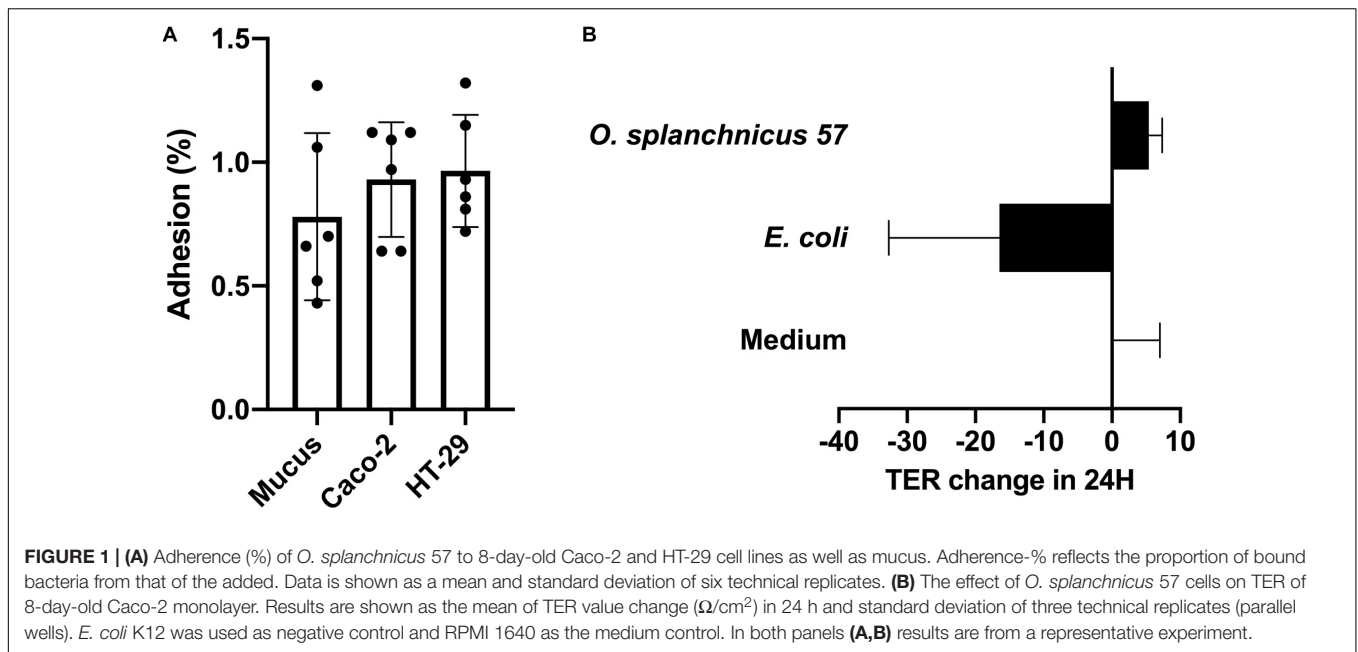 A
1.5
1.0
0.5
0.0
Adhesion (%)
Mucus
Caco-2
HT-29
B
O. splanchnicus 57
E. coli
Medium
-40 -30 -20 -10 0 10
TER change in 24H
FIGURE 1 | (A) Adherence (%) of O. splanchnicus 57 to 8-day-old Caco-2 and HT-29 cell lines as well as mucus. Adherence-% reflects the proportion of bound
bacteria from that of the added. Data is shown as a mean and standard deviation of six technical replicates. (B) The effect of O. splanchnicus 57 cells on TER of
8-day-old Caco-2 monolayer. Results are shown as the mean of TER value change (Ω/cm²) in 24 h and standard deviation of three technical replicates (parallel
wells). E. coli K12 was used as negative control and RPMI 1640 as the medium control. In both panels (A,B) results are from a representative experiment.